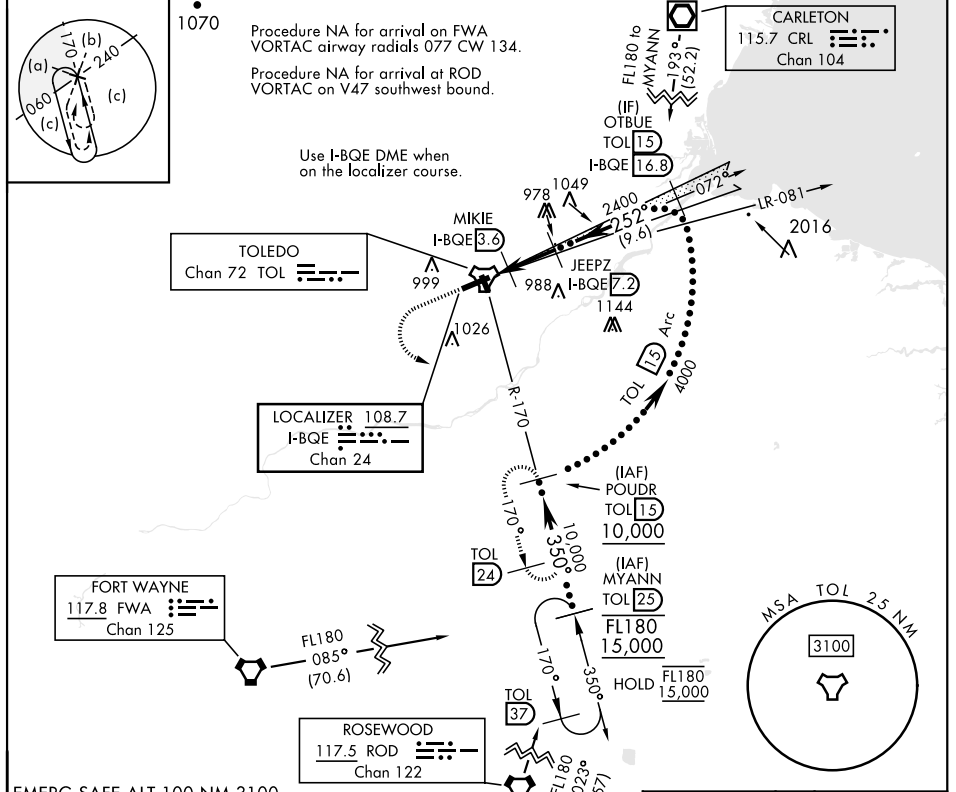 1070
Procedure NA for arrival on FWA
VORTAC airway radials 077 CW 134.
Procedure NA for arrival at ROD
VORTAC on V47 southwest bound.
Use I-BQE DME when
on the localizer course.
170°
(b)
240
(a)
060
(c)
(c)
CARLETON
115.7 CRL
Chan 104
FL180 to
MYANN
193°
(52.2)
(IF)
OTBUE
TOL 15
I-BQE 16.8
978
1049
2400
252°
(9.6)
072°
LR-081
2016
MIKIE
I-BQE 3.6
TOLEDO
Chan 72 TOL
999
988
JEEPZ
I-BQE 7.2
1144
1026
TOL 15 Arc
4000
R-170
LOCALIZER 108.7
I-BQE
Chan 24
(IAF)
POUDR
TOL 15
10,000
170°
10,000
350°
TOL
24
(IAF)
MYANN
TOL 25
FL180
15,000
FORT WAYNE
117.8 FWA
Chan 125
FL180
085°
(70.6)
170°
350°
HOLD FL180
15,000
TOL
37
MSA TOL 25 NM
3100
ROSEWOOD
117.5 ROD
Chan 122
FL180
023°
EMERG SAFE ALT 100 NM 3100